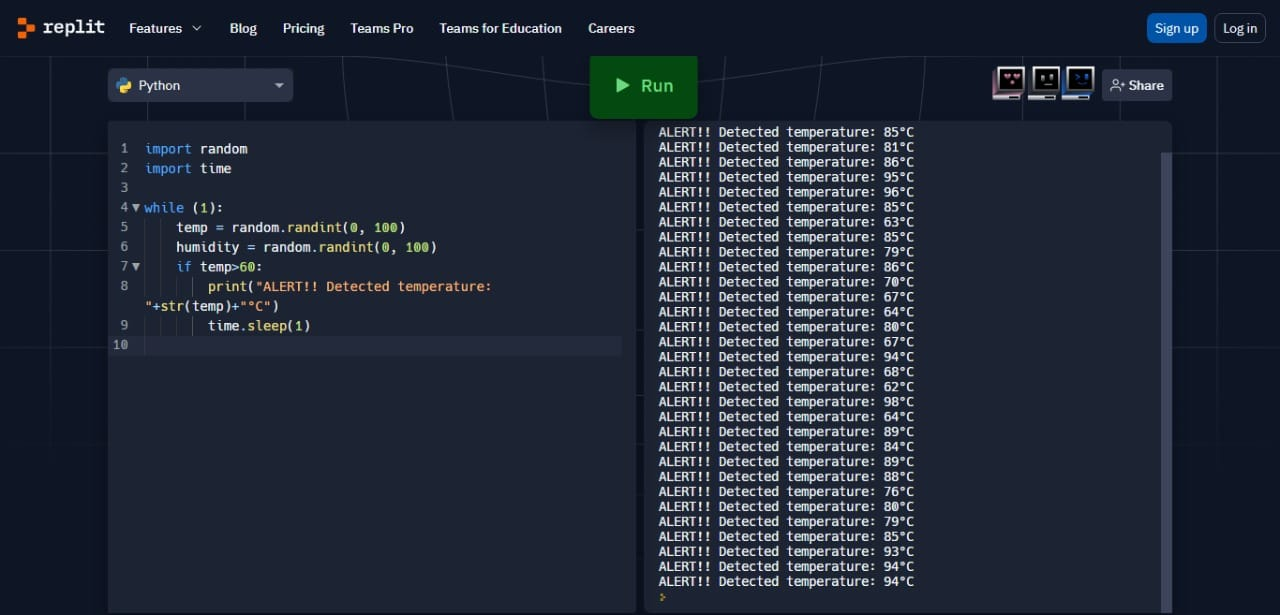 replit Features Blog Pricing Teams Pro Teams for Education Careers Sign up Log in
Python Run Share
1 import random
2 import time
3
4 while (1):
5 temp = random.randint(0, 100)
6 humidity = random.randint(0, 100)
7 if temp>60:
8 print("ALERT!! Detected temperature:
"+str(temp)+"°C")
9 time.sleep(1)
10
ALERT!! Detected temperature: 85°C
ALERT!! Detected temperature: 81°C
ALERT!! Detected temperature: 86°C
ALERT!! Detected temperature: 95°C
ALERT!! Detected temperature: 96°C
ALERT!! Detected temperature: 85°C
ALERT!! Detected temperature: 63°C
ALERT!! Detected temperature: 85°C
ALERT!! Detected temperature: 79°C
ALERT!! Detected temperature: 86°C
ALERT!! Detected temperature: 70°C
ALERT!! Detected temperature: 67°C
ALERT!! Detected temperature: 64°C
ALERT!! Detected temperature: 80°C
ALERT!! Detected temperature: 67°C
ALERT!! Detected temperature: 94°C
ALERT!! Detected temperature: 68°C
ALERT!! Detected temperature: 62°C
ALERT!! Detected temperature: 98°C
ALERT!! Detected temperature: 64°C
ALERT!! Detected temperature: 89°C
ALERT!! Detected temperature: 84°C
ALERT!! Detected temperature: 89°C
ALERT!! Detected temperature: 88°C
ALERT!! Detected temperature: 76°C
ALERT!! Detected temperature: 80°C
ALERT!! Detected temperature: 79°C
ALERT!! Detected temperature: 85°C
ALERT!! Detected temperature: 93°C
ALERT!! Detected temperature: 94°C
ALERT!! Detected temperature: 94°C